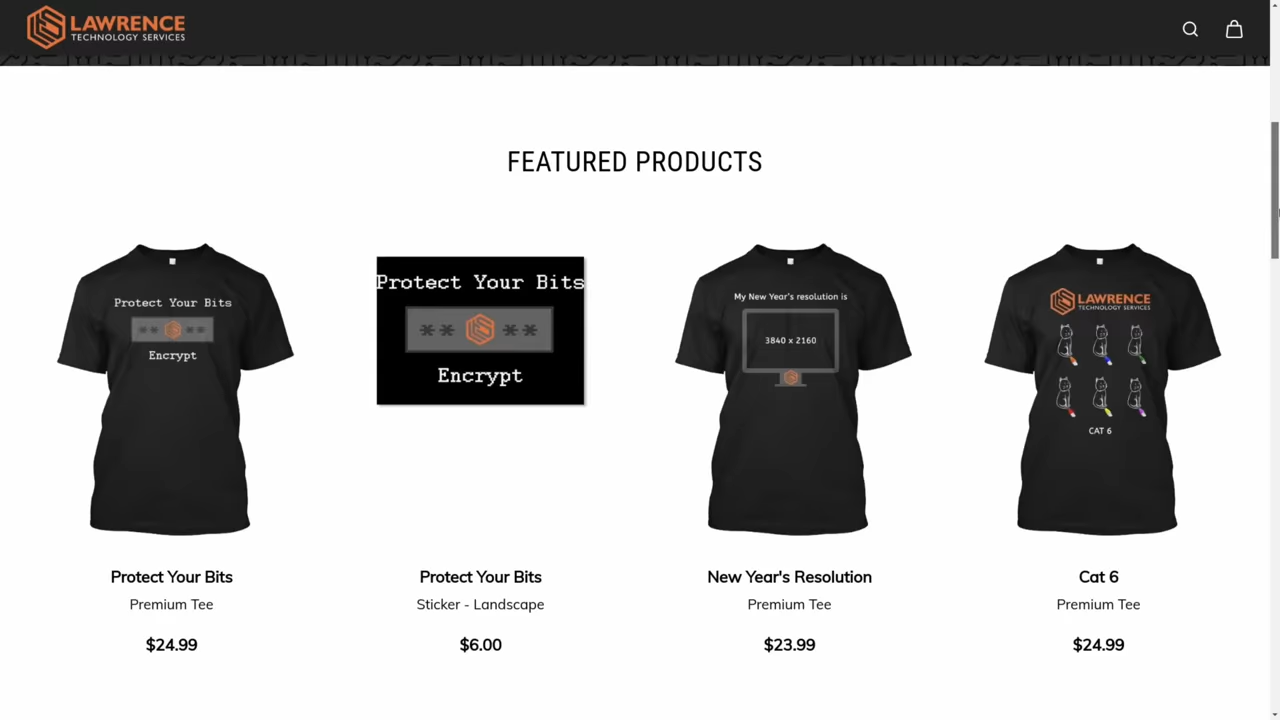 LAWRENCE
TECHNOLOGY SERVICES
FEATURED PRODUCTS
Protect Your Bits
** **
Encrypt
Protect Your Bits
** **
Encrypt
My New Year's resolution is
3840 x 2160
LAWRENCE
TECHNOLOGY SERVICES
CAT 6
Protect Your Bits
Premium Tee
$24.99
Protect Your Bits
Sticker - Landscape
$6.00
New Year's Resolution
Premium Tee
$23.99
Cat 6
Premium Tee
$24.99